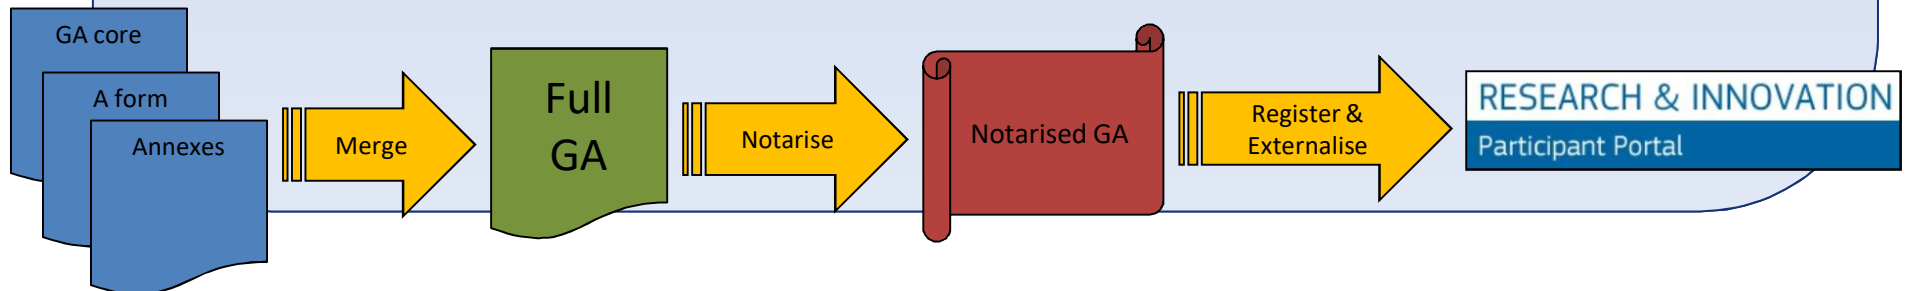 GA core
A form
Annexes
Merge
Full
GA
Notarise
Notarised GA
Register &
Externalise
RESEARCH & INNOVATION
Participant Portal